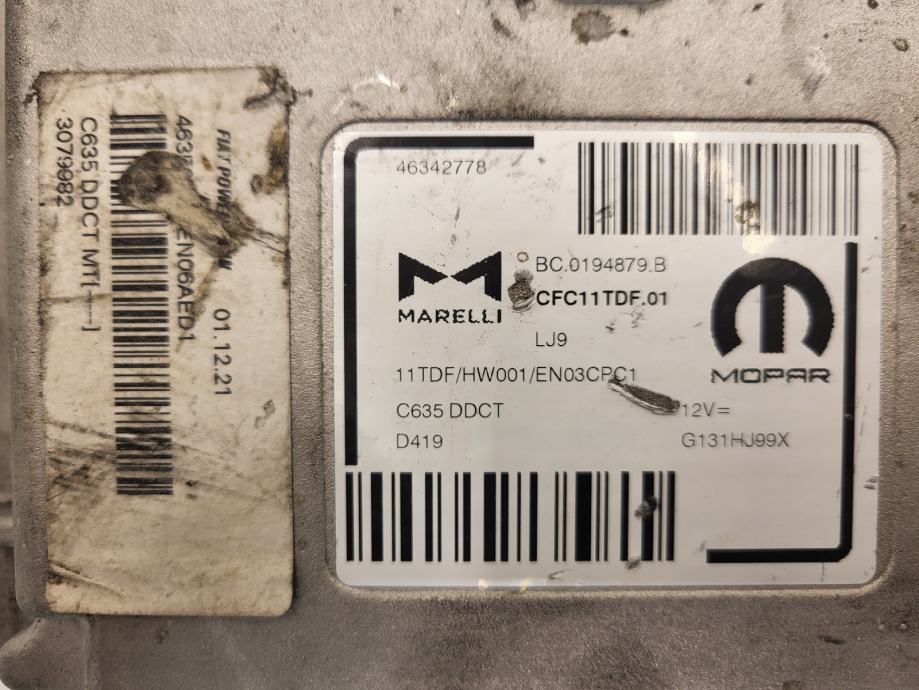 FIAT POWER
01.12.21
EN06AED1
C635 DDCT MT[-----]
3079982
46342778
MARELLI
BC.0194879.B
CFC11TDF.01
LJ9
11TDF/HW001/EN03CPC1
C635 DDCT
D419
MOPAR
12V=
G131HJ99X